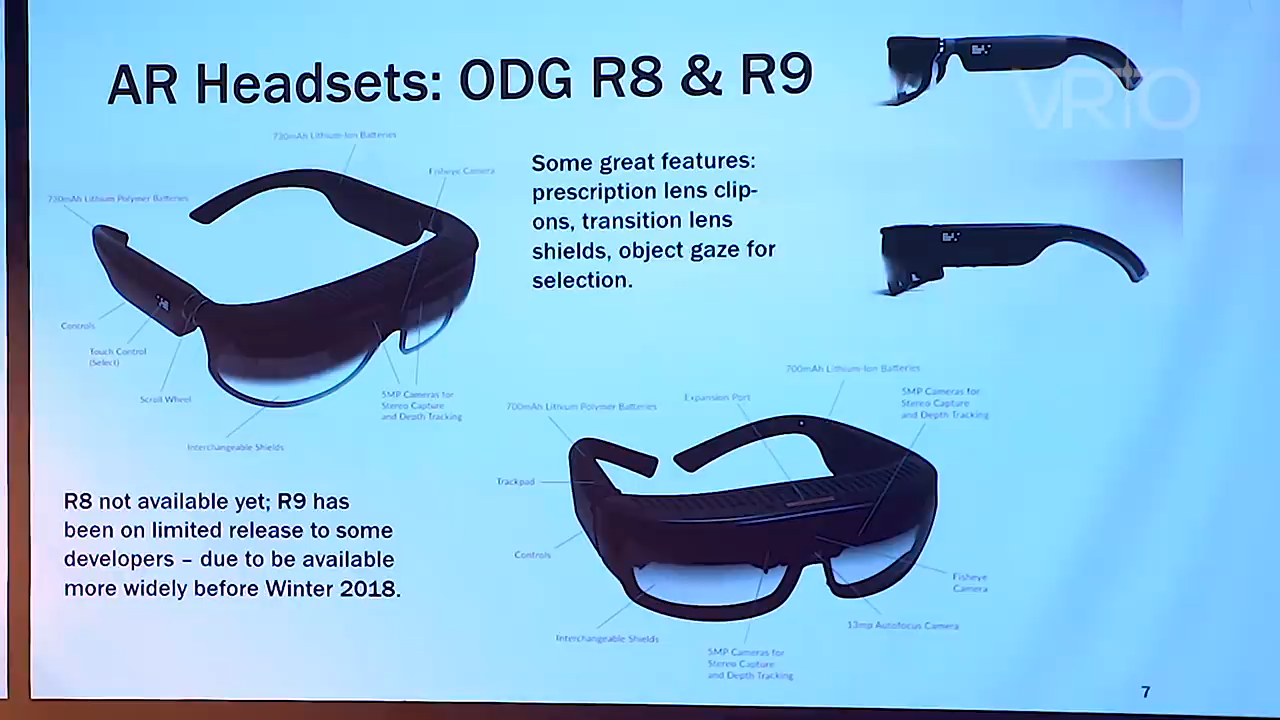 AR Headsets: ODG R8 & R9
VRTO
730mAh Lithium-Ion Batteries
Fisheye Camera
730mAh Lithium Polymer Batteries
Controls
Touch Control
(Select)
Scroll Wheel
5MP Cameras for
Stereo Capture
and Depth Tracking
Interchangeable Shields
Some great features:
prescription lens clip-
ons, transition lens
shields, object gaze for
selection.
700mAh Lithium-Ion Batteries
5MP Cameras for
Stereo Capture
and Depth Tracking
Expansion Port
700mAh Lithium Polymer Batteries
Trackpad
Controls
Fisheye
Camera
13mp Autofocus Camera
Interchangeable Shields
5MP Cameras for
Stereo Capture
and Depth Tracking
R8 not available yet; R9 has
been on limited release to some
developers – due to be available
more widely before Winter 2018.
7